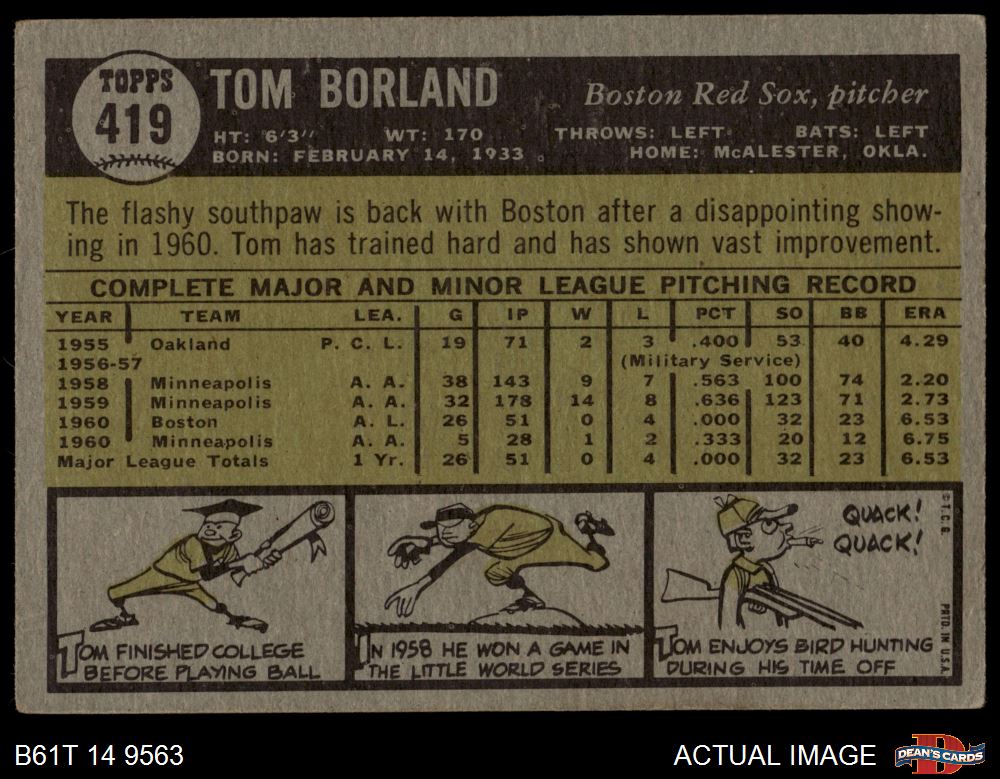 TOPPS
419
TOM BORLAND
Boston Red Sox, pitcher
HT: 6'3" WT: 170 THROWS: LEFT BATS: LEFT
BORN: FEBRUARY 14, 1933 HOME: McALESTER, OKLA.
The flashy southpaw is back with Boston after a disappointing show-
ing in 1960. Tom has trained hard and has shown vast improvement.
COMPLETE MAJOR AND MINOR LEAGUE PITCHING RECORD
YEAR TEAM LEA. G IP W L PCT SO BB ERA
1955 Oakland P. C. L. 19 71 2 3 .400 53 40 4.29
1956-57 (Military Service)
1958 Minneapolis A. A. 38 143 9 7 .563 100 74 2.20
1959 Minneapolis A. A. 32 178 14 8 .636 123 71 2.73
1960 Boston A. L. 26 51 0 4 .000 32 23 6.53
1960 Minneapolis A. A. 5 28 1 2 .333 20 12 6.75
Major League Totals 1 Yr. 26 51 0 4 .000 32 23 6.53
TOM FINISHED COLLEGE
BEFORE PLAYING BALL
IN 1958 HE WON A GAME IN
THE LITTLE WORLD SERIES
QUACK!
QUACK!
TOM ENJOYS BIRD HUNTING
DURING HIS TIME OFF
© T.C.G.
PRTD. IN U.S.A.
B61T 14 9563
ACTUAL IMAGE
D
DEAN'S CARDS